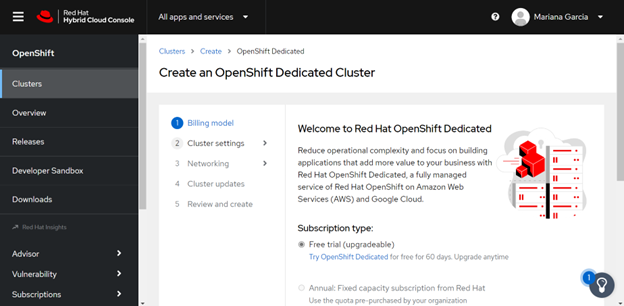 Red Hat
Hybrid Cloud Console
All apps and services
Mariana Garcia
OpenShift
Clusters
Overview
Releases
Developer Sandbox
Downloads
Red Hat Insights
Advisor
Vulnerability
Subscriptions
Clusters > Create > OpenShift Dedicated
Create an OpenShift Dedicated Cluster
1 Billing model
2 Cluster settings
3 Networking
4 Cluster updates
5 Review and create
Welcome to Red Hat OpenShift Dedicated
Reduce operational complexity and focus on building
applications that add more value to your business with
Red Hat OpenShift Dedicated, a fully managed
service of Red Hat OpenShift on Amazon Web
Services (AWS) and Google Cloud.
Subscription type:
Free trial (upgradeable)
Try OpenShift Dedicated for free for 60 days. Upgrade anytime
Annual: Fixed capacity subscription from Red Hat
Use the quota pre-purchased by your organization
1